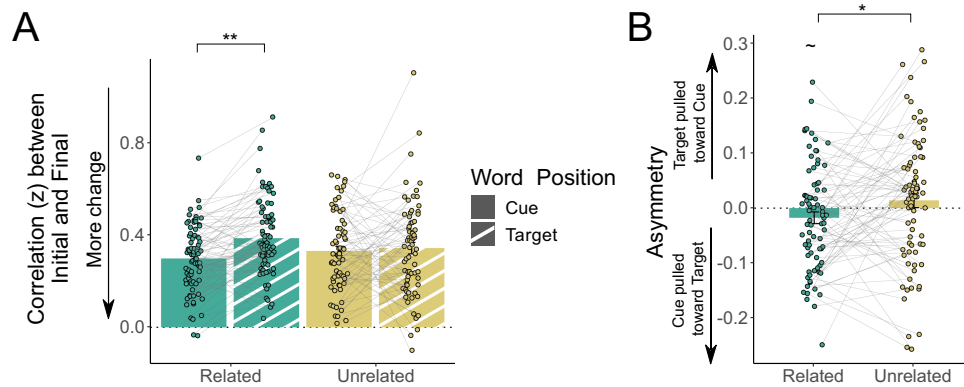 A
Correlation (z) between
Initial and Final
More change
**
0.8
0.4
0.0
Related
Unrelated
Word Position
Cue
Target
B
Asymmetry
Target pulled
toward Cue
Cue pulled
toward Target
*
~
0.3
0.2
0.1
0.0
-0.1
-0.2
Related
Unrelated